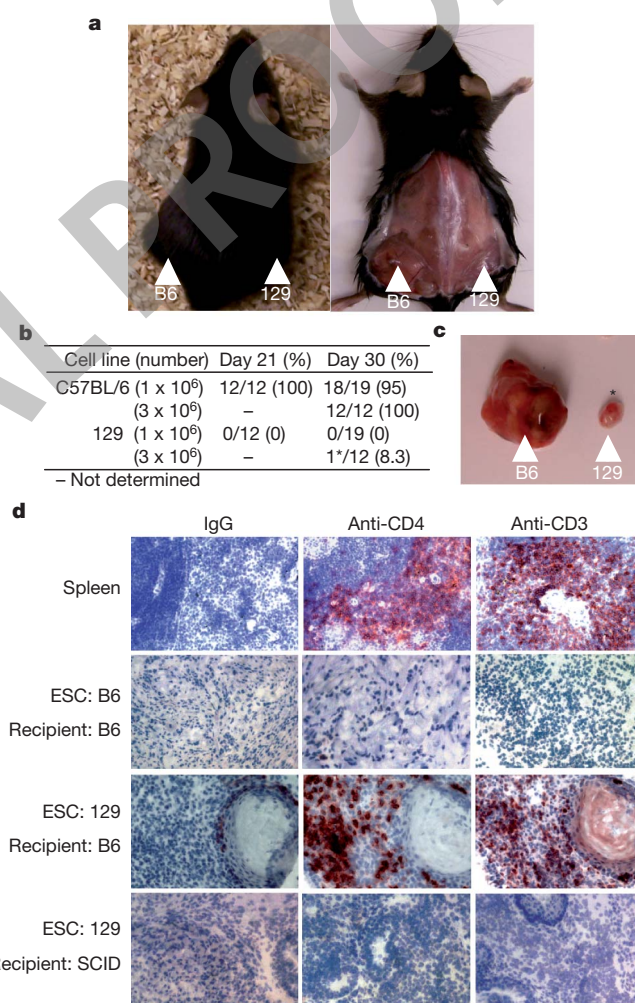 a
B6 129
B6 129
b
Cell line (number) Day 21 (%) Day 30 (%)
C57BL/6 (1 x 10⁶) 12/12 (100) 18/19 (95)
(3 x 10⁶) – 12/12 (100)
129 (1 x 10⁶) 0/12 (0) 0/19 (0)
(3 x 10⁶) – 1*/12 (8.3)
– Not determined
c
*
B6 129
d
IgG Anti-CD4 Anti-CD3
Spleen
ESC: B6
Recipient: B6
ESC: 129
Recipient: B6
ESC: 129
ecipient: SCID